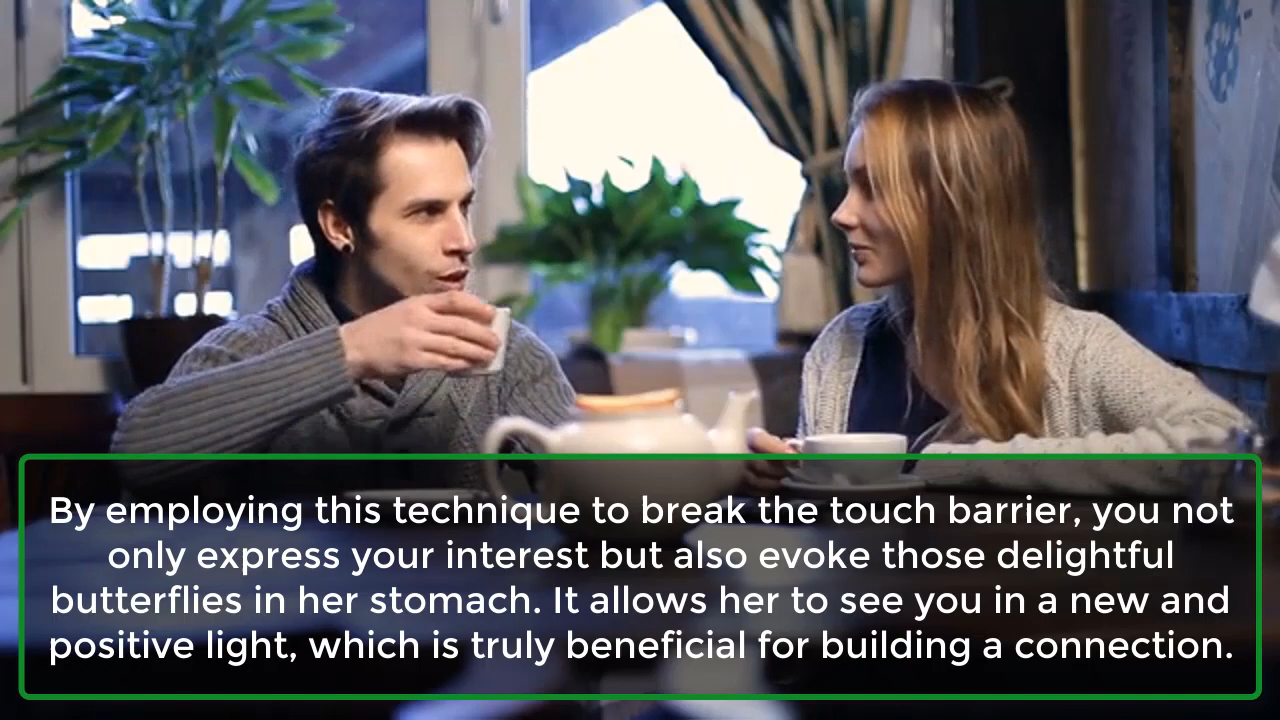 By employing this technique to break the touch barrier, you not
only express your interest but also evoke those delightful
butterflies in her stomach. It allows her to see you in a new and
positive light, which is truly beneficial for building a connection.